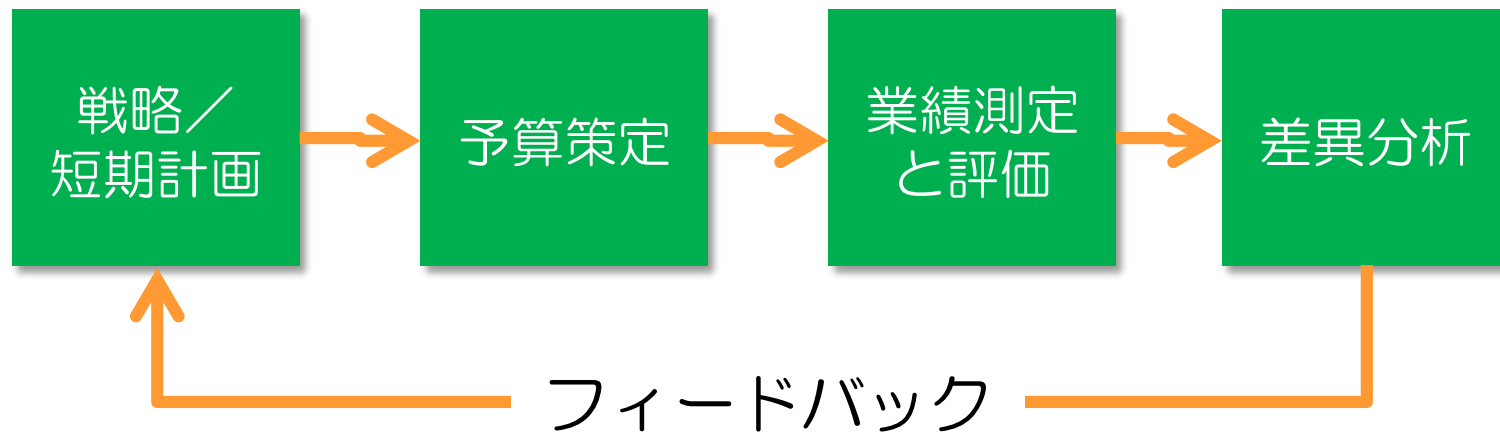 戦略／
短期計画
予算策定
業績測定
と評価
差異分析
フィードバック